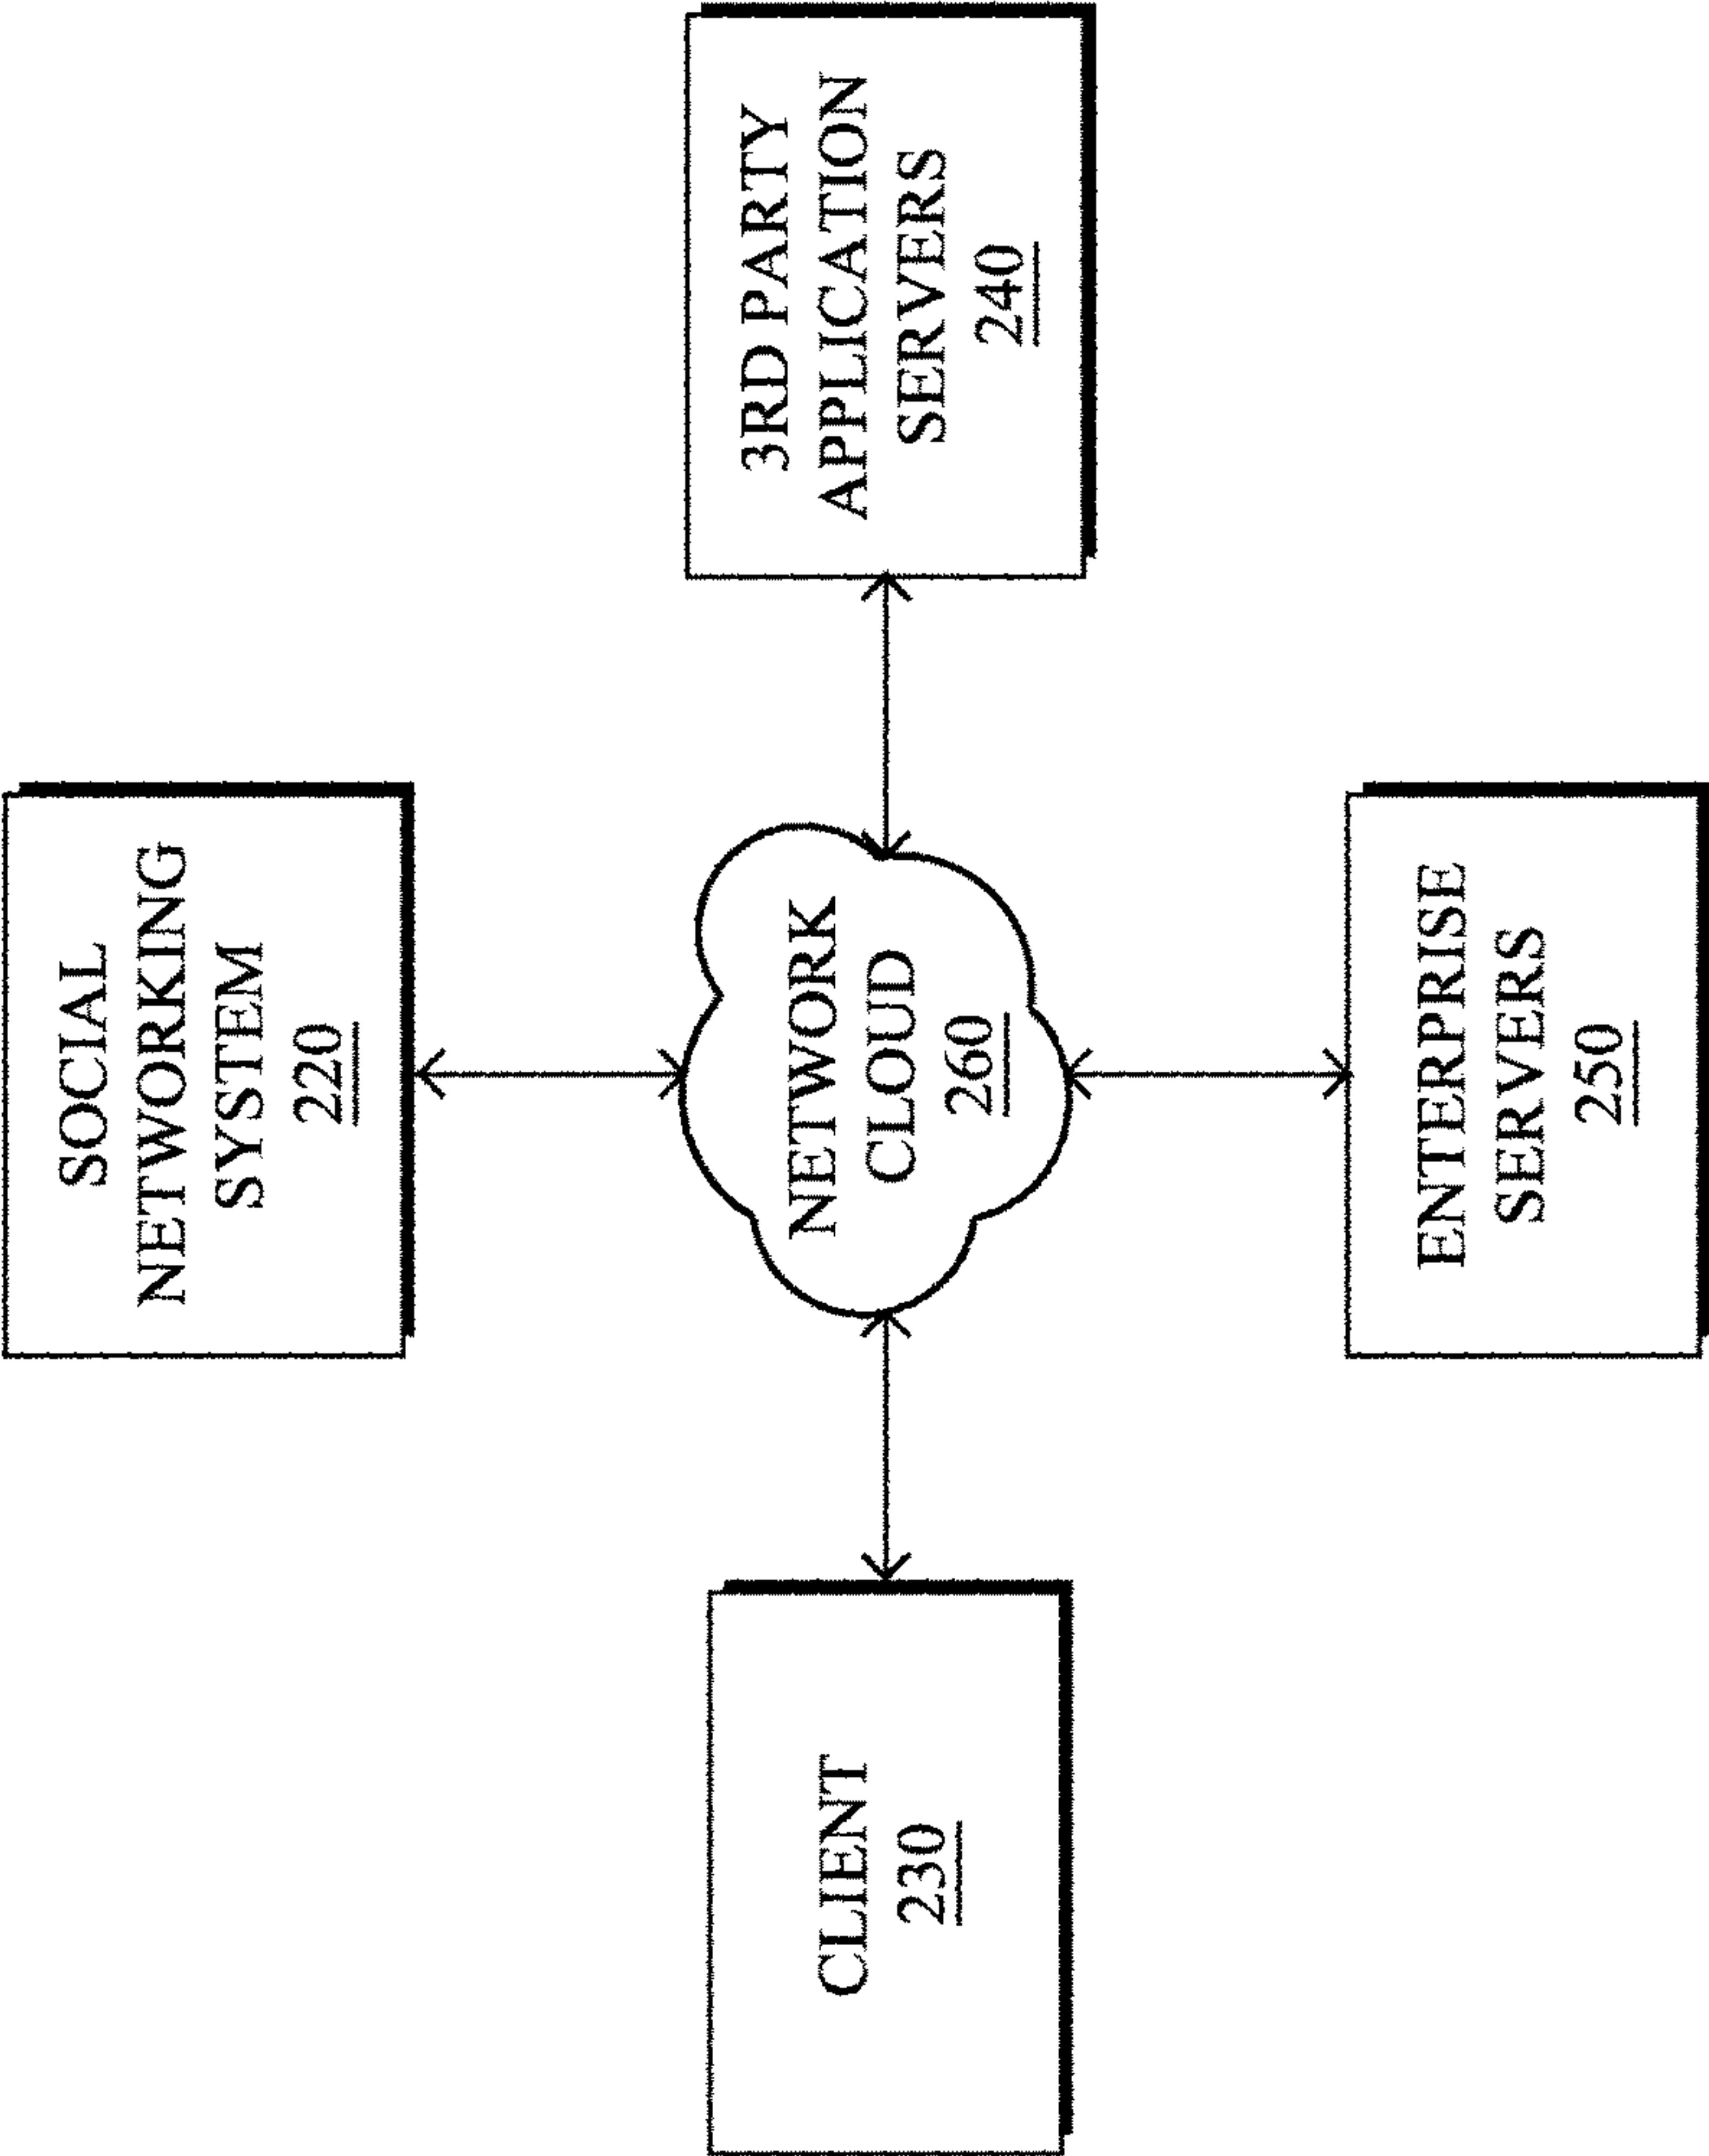 SOCIAL
NETWORKING
SYSTEM
220
CLIENT
230
NETWORK
CLOUD
260
3RD PARTY
APPLICATION
SERVERS
240
ENTERPRISE
SERVERS
250